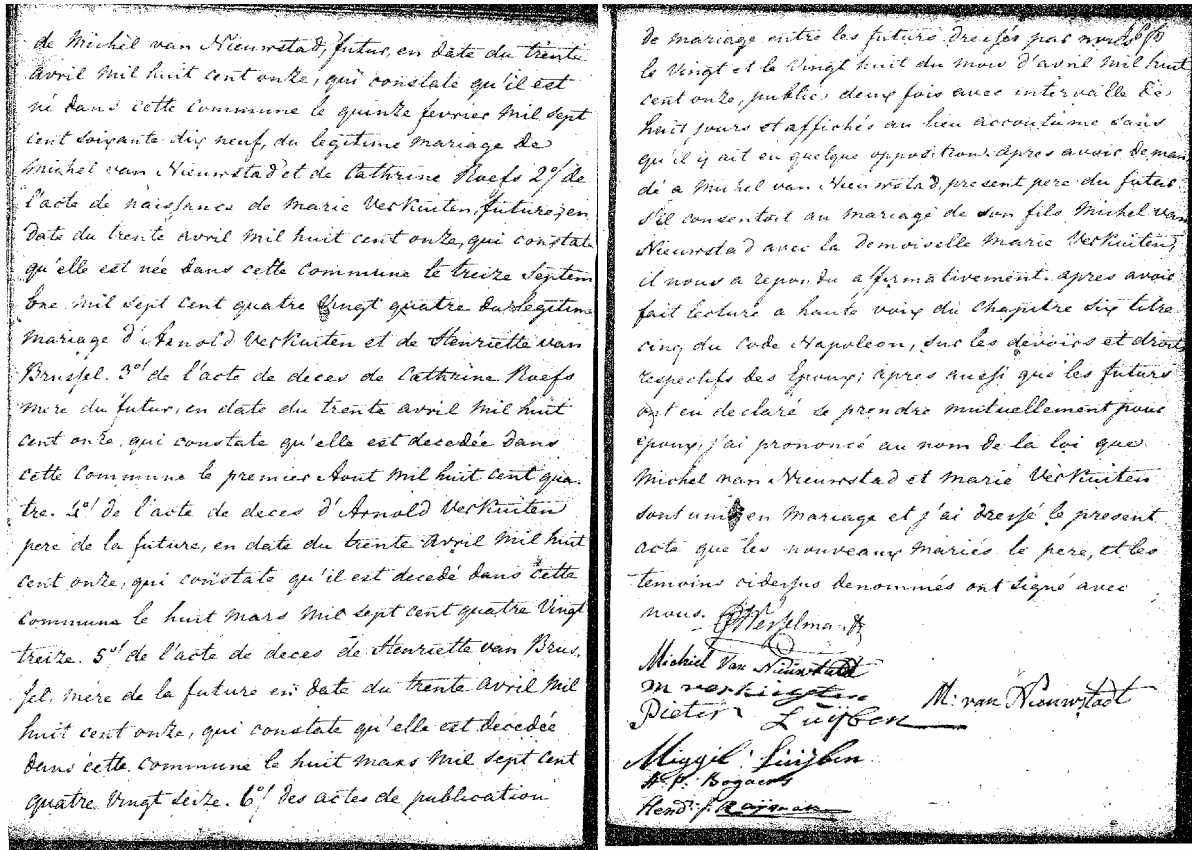 de Michel van Nieuwstad, futur, en date du trente
avril mil huit cent onze, qui constate qu'il est
né dans cette commune le quinze fevrier mil sept
cent soixante dix neuf, du legitime mariage de
Michel van Nieuwstad et de Cathrine Roefs 2º/ de
l'acte de naissance de Marie Verkuiten, future, en
date du trente avril mil huit cent onze, qui constate
qu'elle est née dans cette commune le treize Septem
bre mil sept cent quatre vingt quatre du legitime
mariage d'Arnold Verkuiten et de Henriette van
Brussel. 3º/ de l'acte de deces de Cathrine Roefs
mere du futur, en date du trente avril mil huit
cent onze, qui constate qu'elle est decedée dans
cette commune le premier Aout mil huit cent qua-
tre. 4º/ de l'acte de deces d'Arnold Verkuiten
pere de la future, en date du trente Avril mil huit
cent onze, qui constate qu'il est decedé dans cette
commune le huit mars mil sept cent quatre vingt
treize. 5º/ de l'acte de deces de Henriette van Brus-
sel, mere de la future en date du trente avril mil
huit cent onze, qui constate qu'elle est decedée
dans cette commune le huit mars mil sept cent
quatre vingt seize. 6º/ des actes de publication
de mariage entre les futurs dressés par nous
le vingt et le vingt huit du mois d'avril mil huit
cent onze, publiés deux fois avec intervalle de
huit jours et affichés au lieu accoutumé sans
qu'il y ait eu quelque opposition. apres avoir deman
dé a Michel van Nieuwstad, present pere du futur
s'il consentoit au mariage de son fils Michel van
Nieuwstad avec la demoiselle Marie Verkuiten,
il nous a repondu affirmativement. apres avoir
fait lecture a haute voix du chapitre six titre
cinq du Code Napoleon, sur les devoirs et droits
respectifs des Epoux; apres aussi que les futurs
ont eu declaré se prendre mutuellement pour
epoux, j'ai prononcé au nom de la loi que
Michel van Nieuwstad et Marie Verkuiten
sont unis en mariage et j'ai dressé le present
acte que les nouveaux mariés le pere, et les
temoins cidessus denommés ont signé avec
nous. Wesselman
Michiel van Nieuwstadt
m verkuijten
M: van Nieuwstadt
Pieter Luijben
Miggil Luijben
H. P. Bogaers
Hend: J.